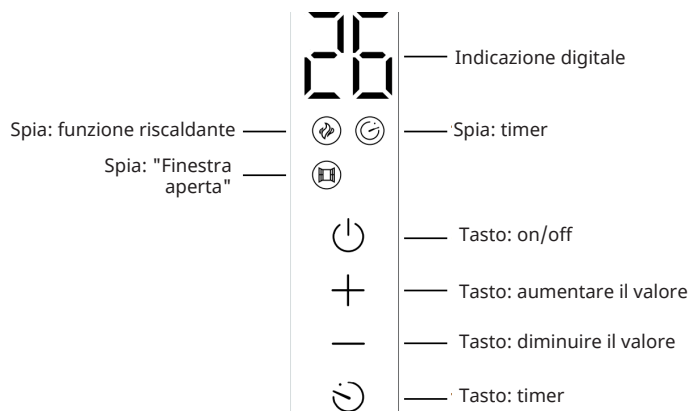 26
Indicazione digitale
Spia: funzione riscaldante
Spia: timer
Spia: "Finestra
aperta"
Tasto: on/off
Tasto: aumentare il valore
Tasto: diminuire il valore
Tasto: timer